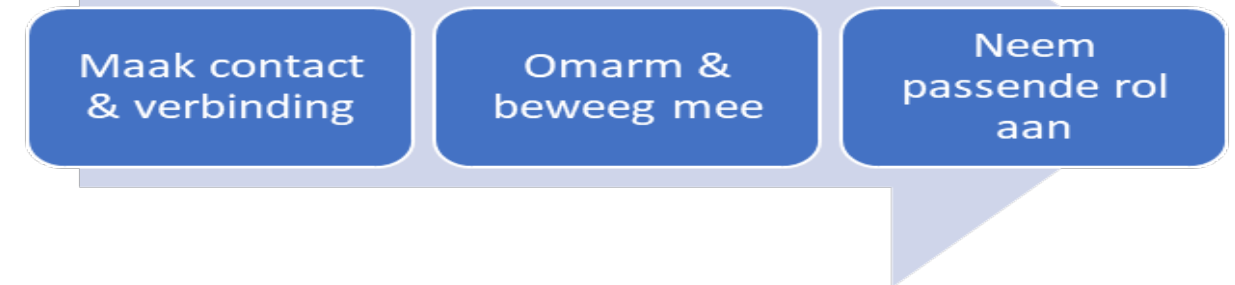 Maak contact
& verbinding
Omarm &
beweeg mee
Neem
passende rol
aan